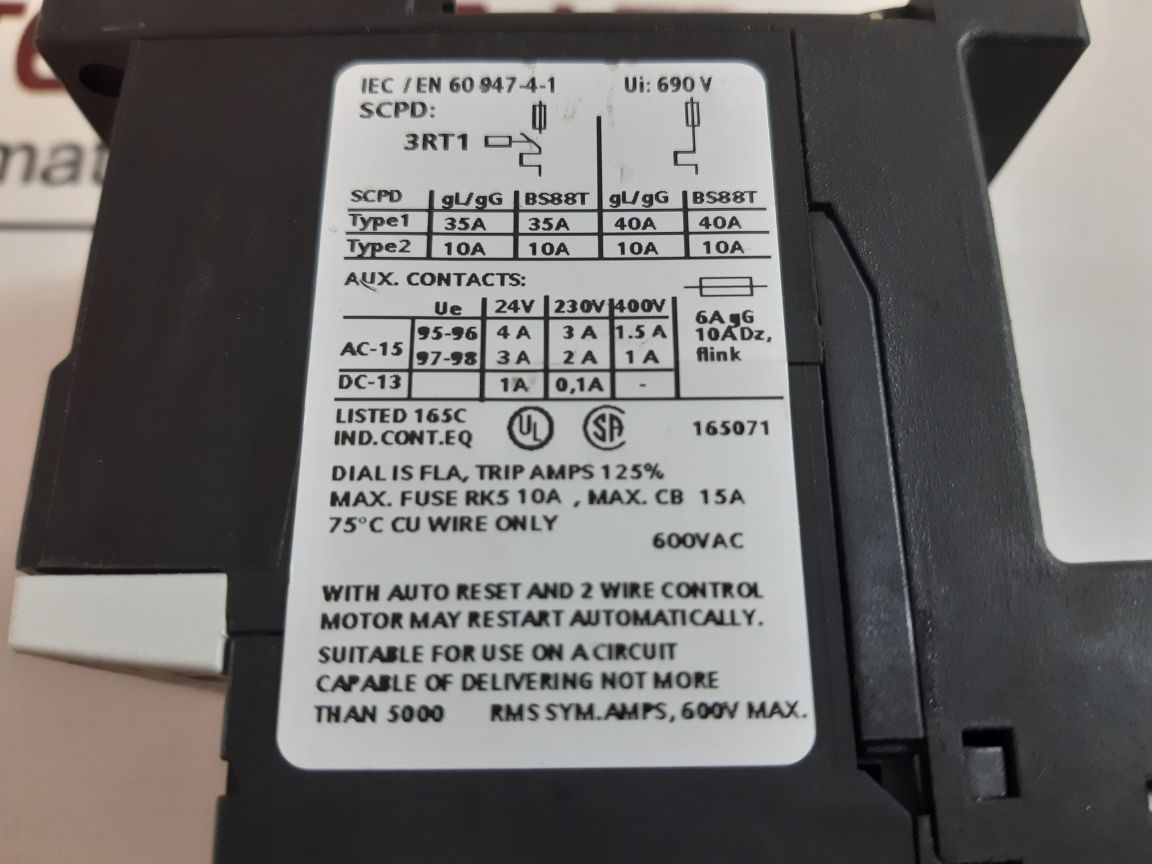 IEC / EN 60 947-4-1 Ui: 690 V
SCPD:
3RT1
SCPD gL/gG BS88T gL/gG BS88T
Type1 35A 35A 40A 40A
Type2 10A 10A 10A 10A
AUX. CONTACTS:
Ue 24V 230V 400V
AC-15 95-96 4 A 3 A 1.5 A
97-98 3 A 2 A 1 A
DC-13 1A 0,1A -
6A gG
10A Dz,
flink
LISTED 165C
IND.CONT.EQ
UL
SA
165071
DIAL IS FLA, TRIP AMPS 125%
MAX. FUSE RK5 10A , MAX. CB 15A
75°C CU WIRE ONLY
600VAC
WITH AUTO RESET AND 2 WIRE CONTROL
MOTOR MAY RESTART AUTOMATICALLY.
SUITABLE FOR USE ON A CIRCUIT
CAPABLE OF DELIVERING NOT MORE
THAN 5000 RMS SYM.AMPS, 600V MAX.